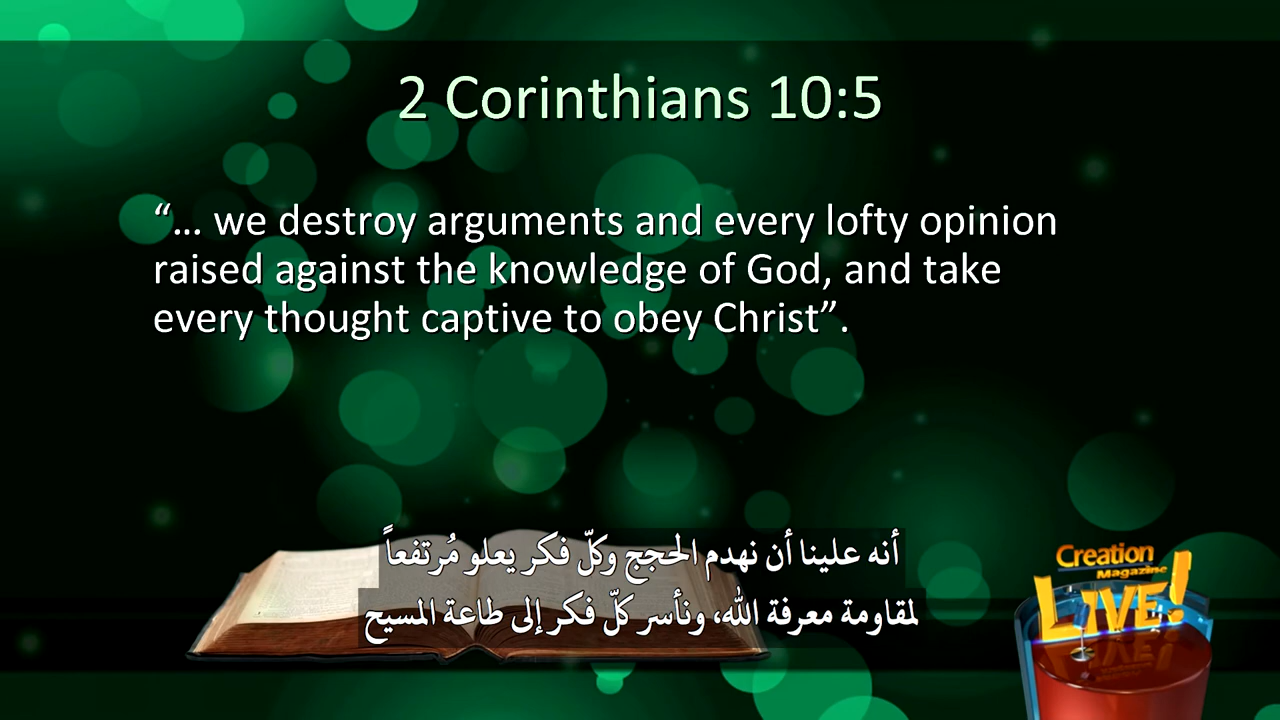 2 Corinthians 10:5
“... we destroy arguments and every lofty opinion
raised against the knowledge of God, and take
every thought captive to obey Christ”.
أنه علينا أن نهدم الحجج وكلّ فكر يعلو مُرتفعاً
لمقاومة معرفة الله، ونأسر كلّ فكر إلى طاعة المسيح
Creation
Magazine
LIVE!